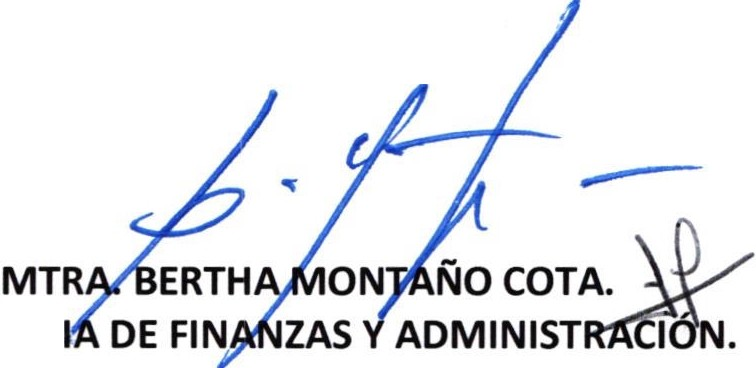 MTRA. BERTHA MONTAÑO COTA.
IA DE FINANZAS Y ADMINISTRACIÓN.